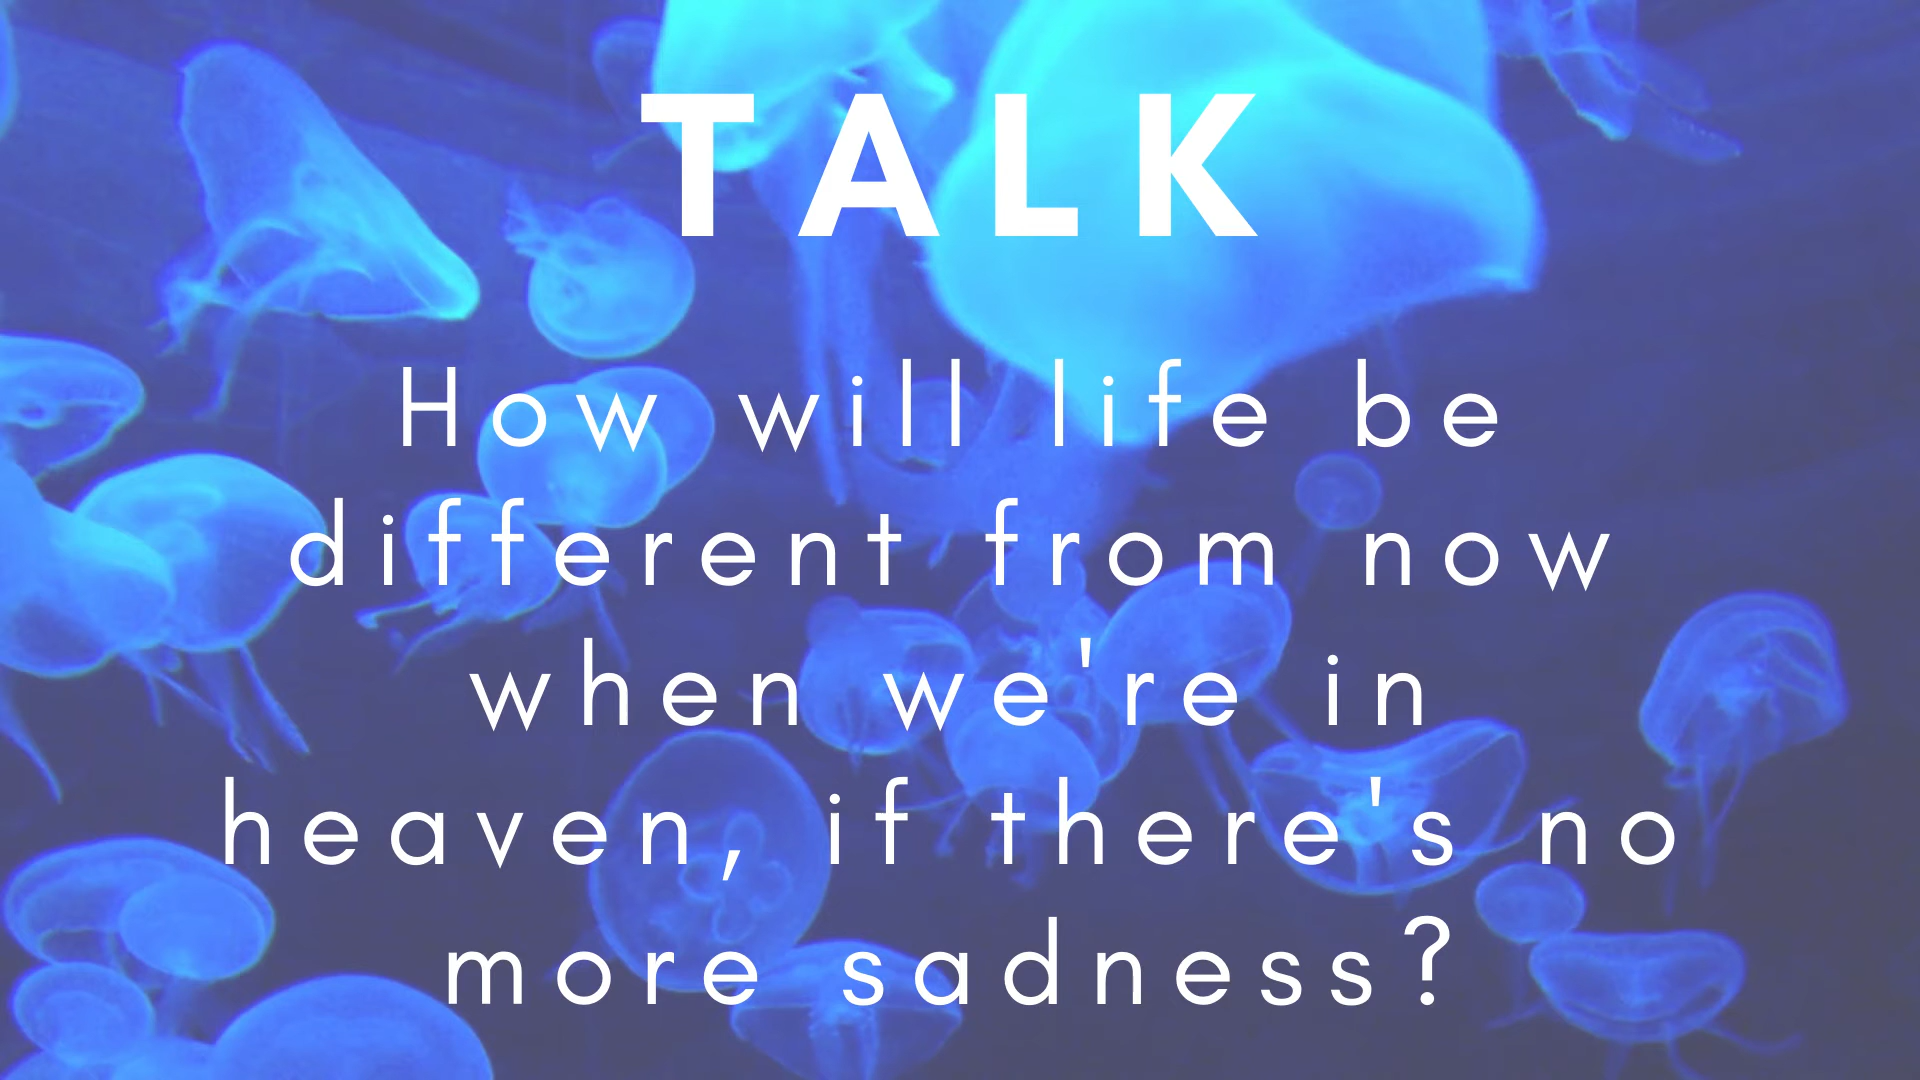 TALK
How will life be
different from now
when we're in
heaven, if there's no
more sadness?